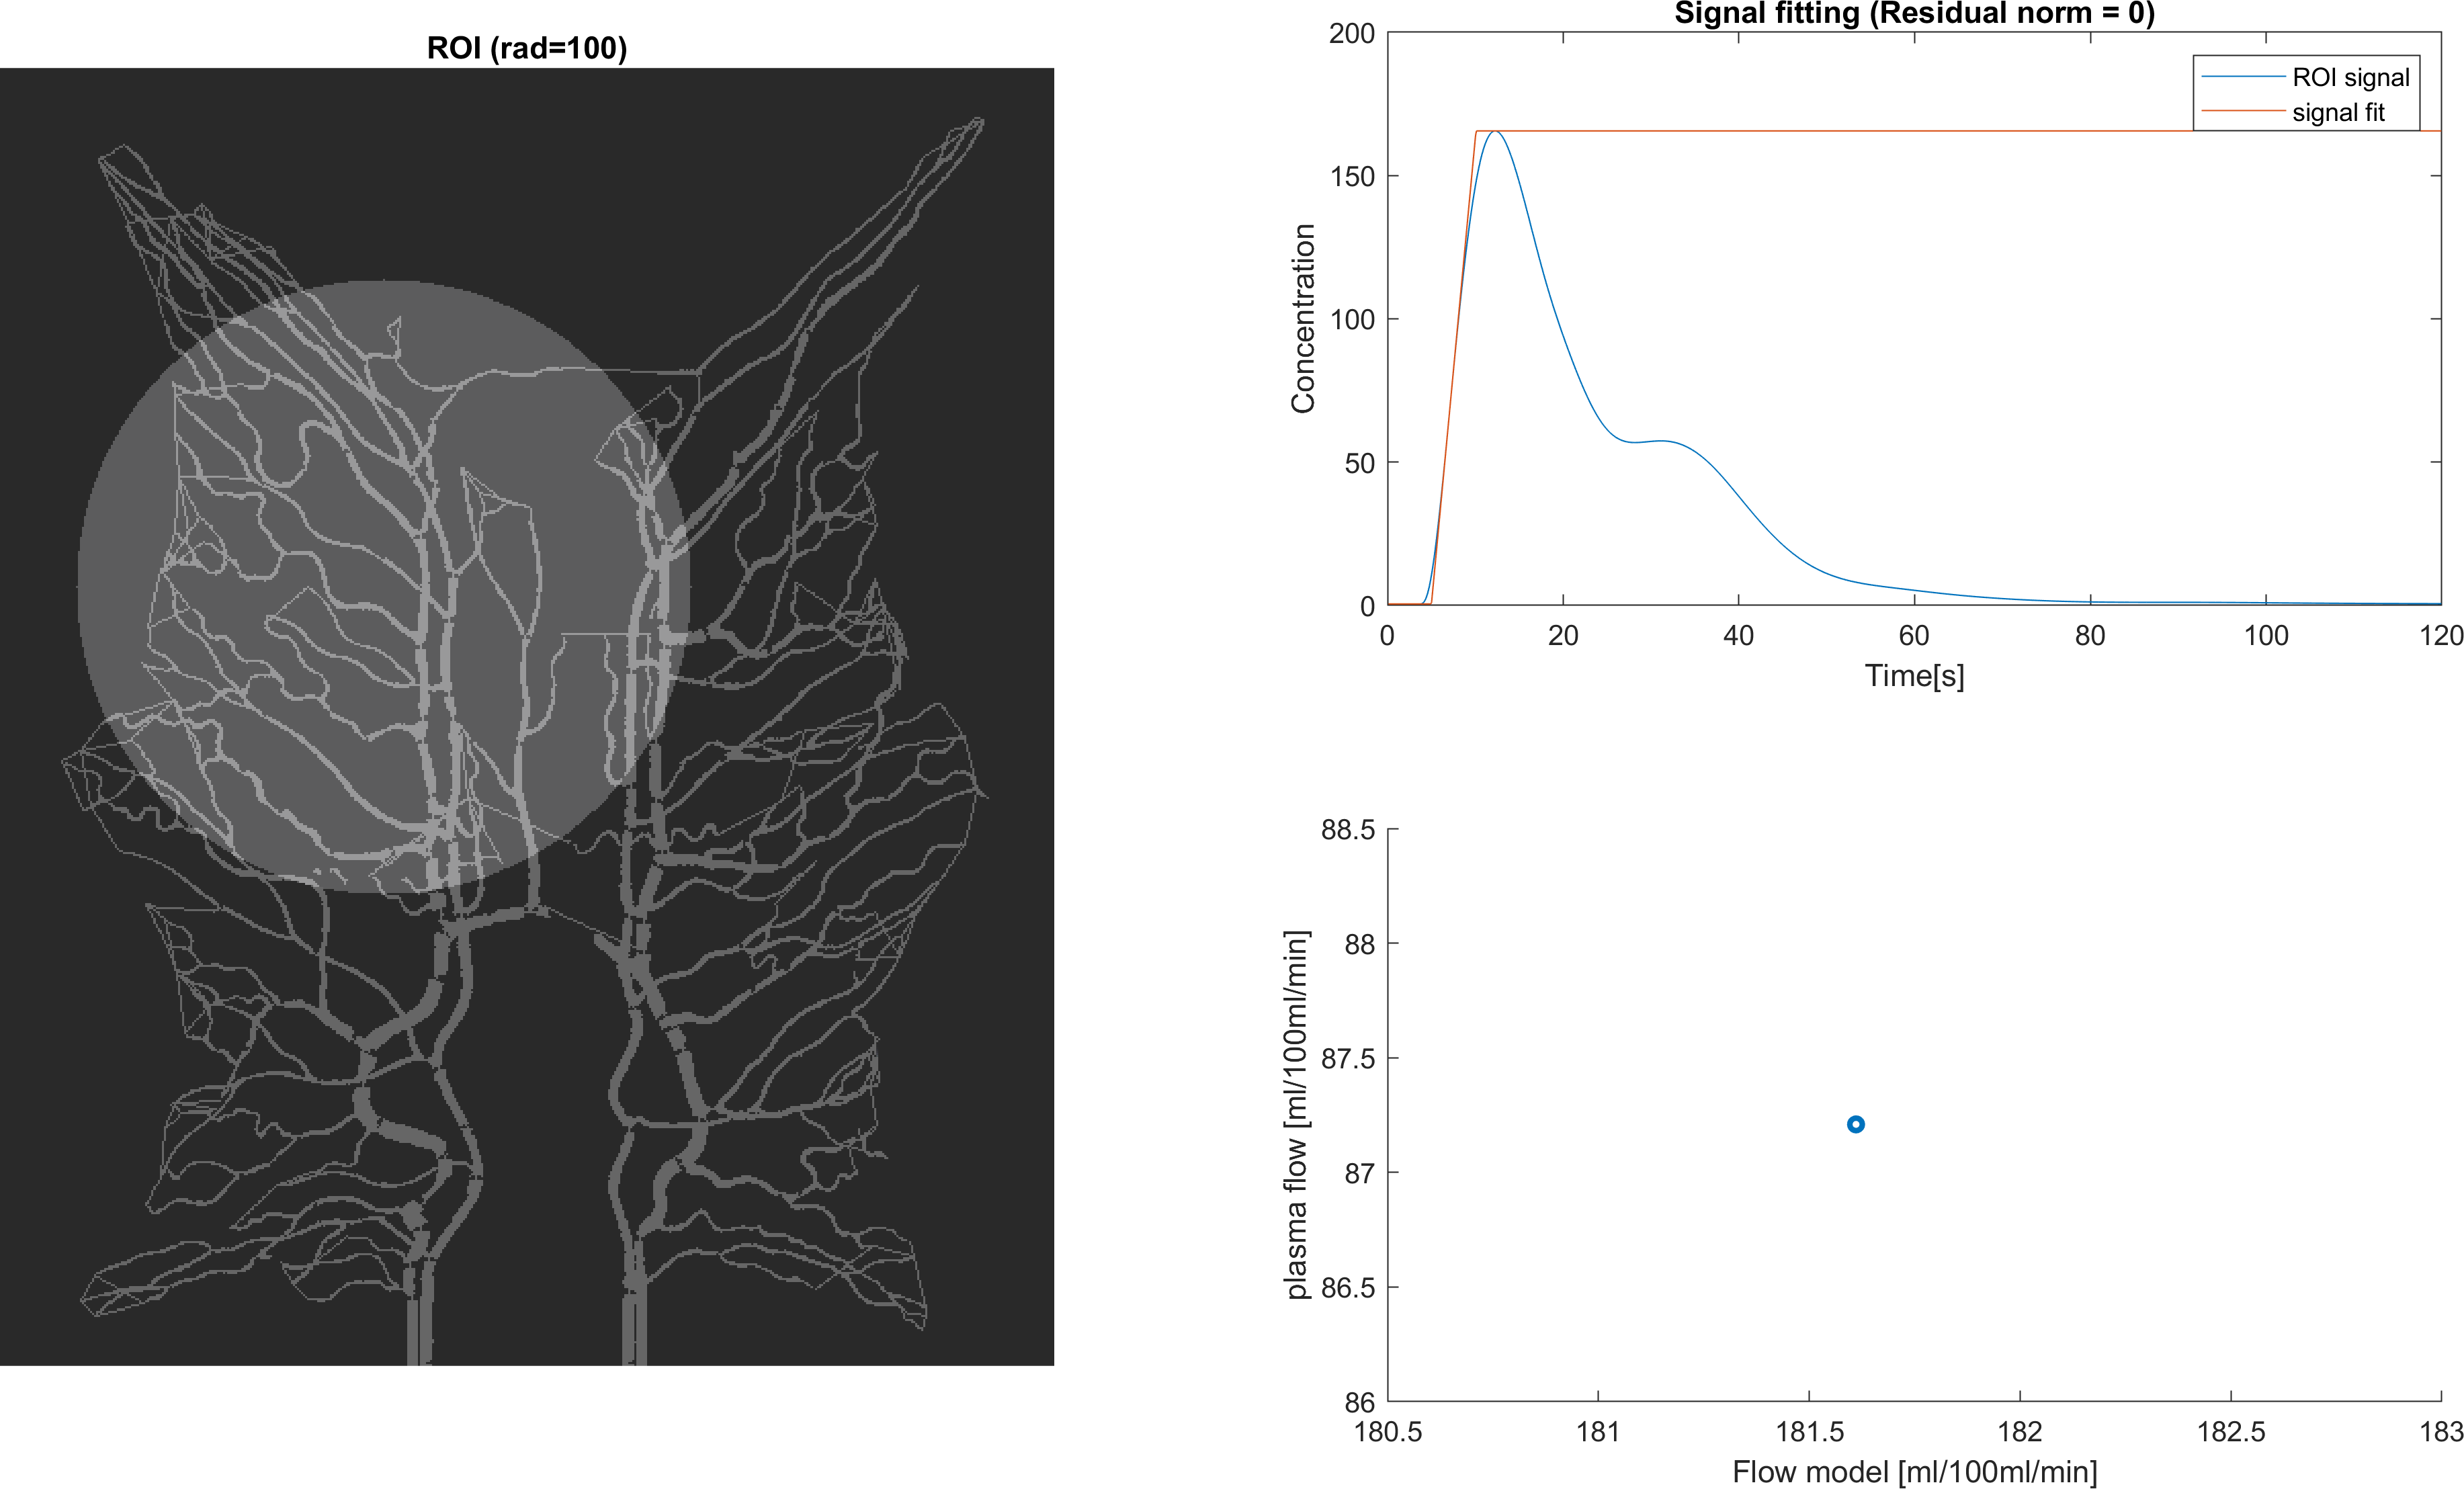 ROI (rad=100)
Signal fitting (Residual norm = 0)
200
150
100
50
0
Concentration
ROI signal
signal fit
0 20 40 60 80 100 120
Time[s]
88.5
88
87.5
87
86.5
86
plasma flow [ml/100ml/min]
180.5 181 181.5 182 182.5 183
Flow model [ml/100ml/min]